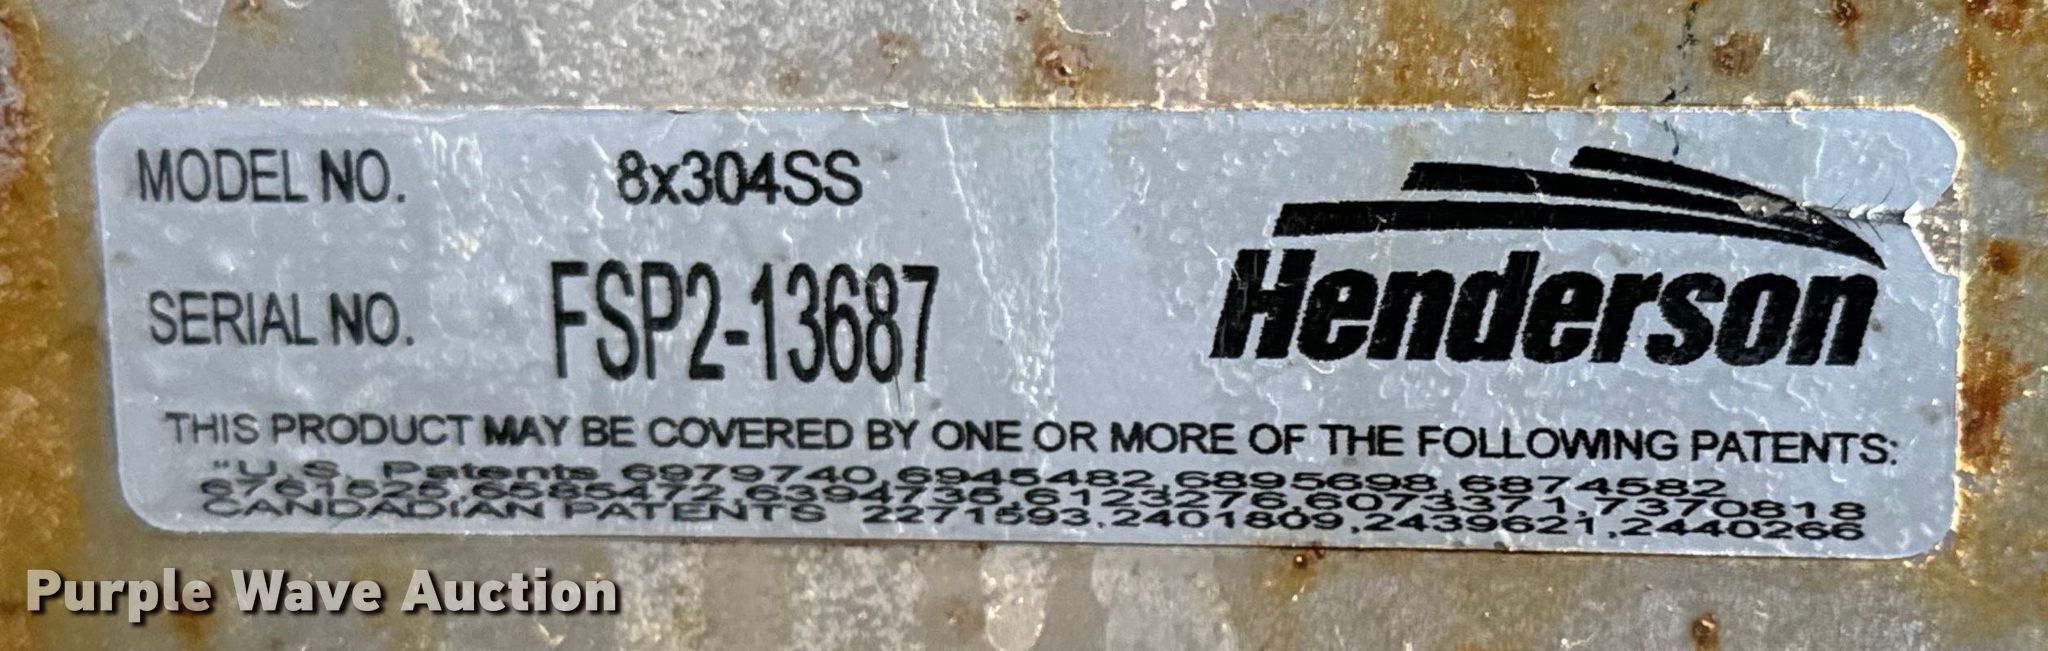 MODEL NO. 8x304SS
Henderson
SERIAL NO. FSP2-13687
THIS PRODUCT MAY BE COVERED BY ONE OR MORE OF THE FOLLOWING PATENTS:
"U.S. Patents 6979740,6945482,6895698,6874582
6761525,6585472,6394735,6123276,6073371,7370818
CANDADIAN PATENTS 2271593,2401809,2439621,2440266
Purple Wave Auction